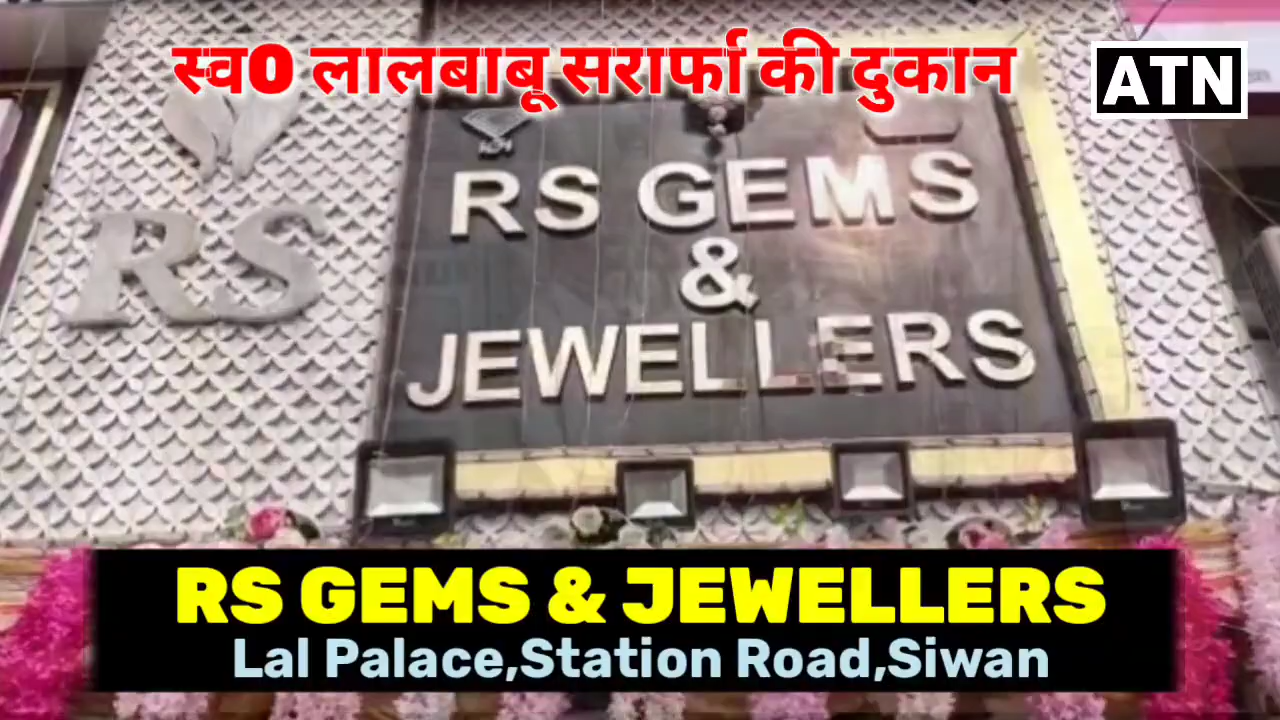 स्व0 लालबाबू सरार्फा की दुकान
ATN
RS
RS GEMS
&
JEWELLERS
RS GEMS & JEWELLERS
Lal Palace,Station Road,Siwan